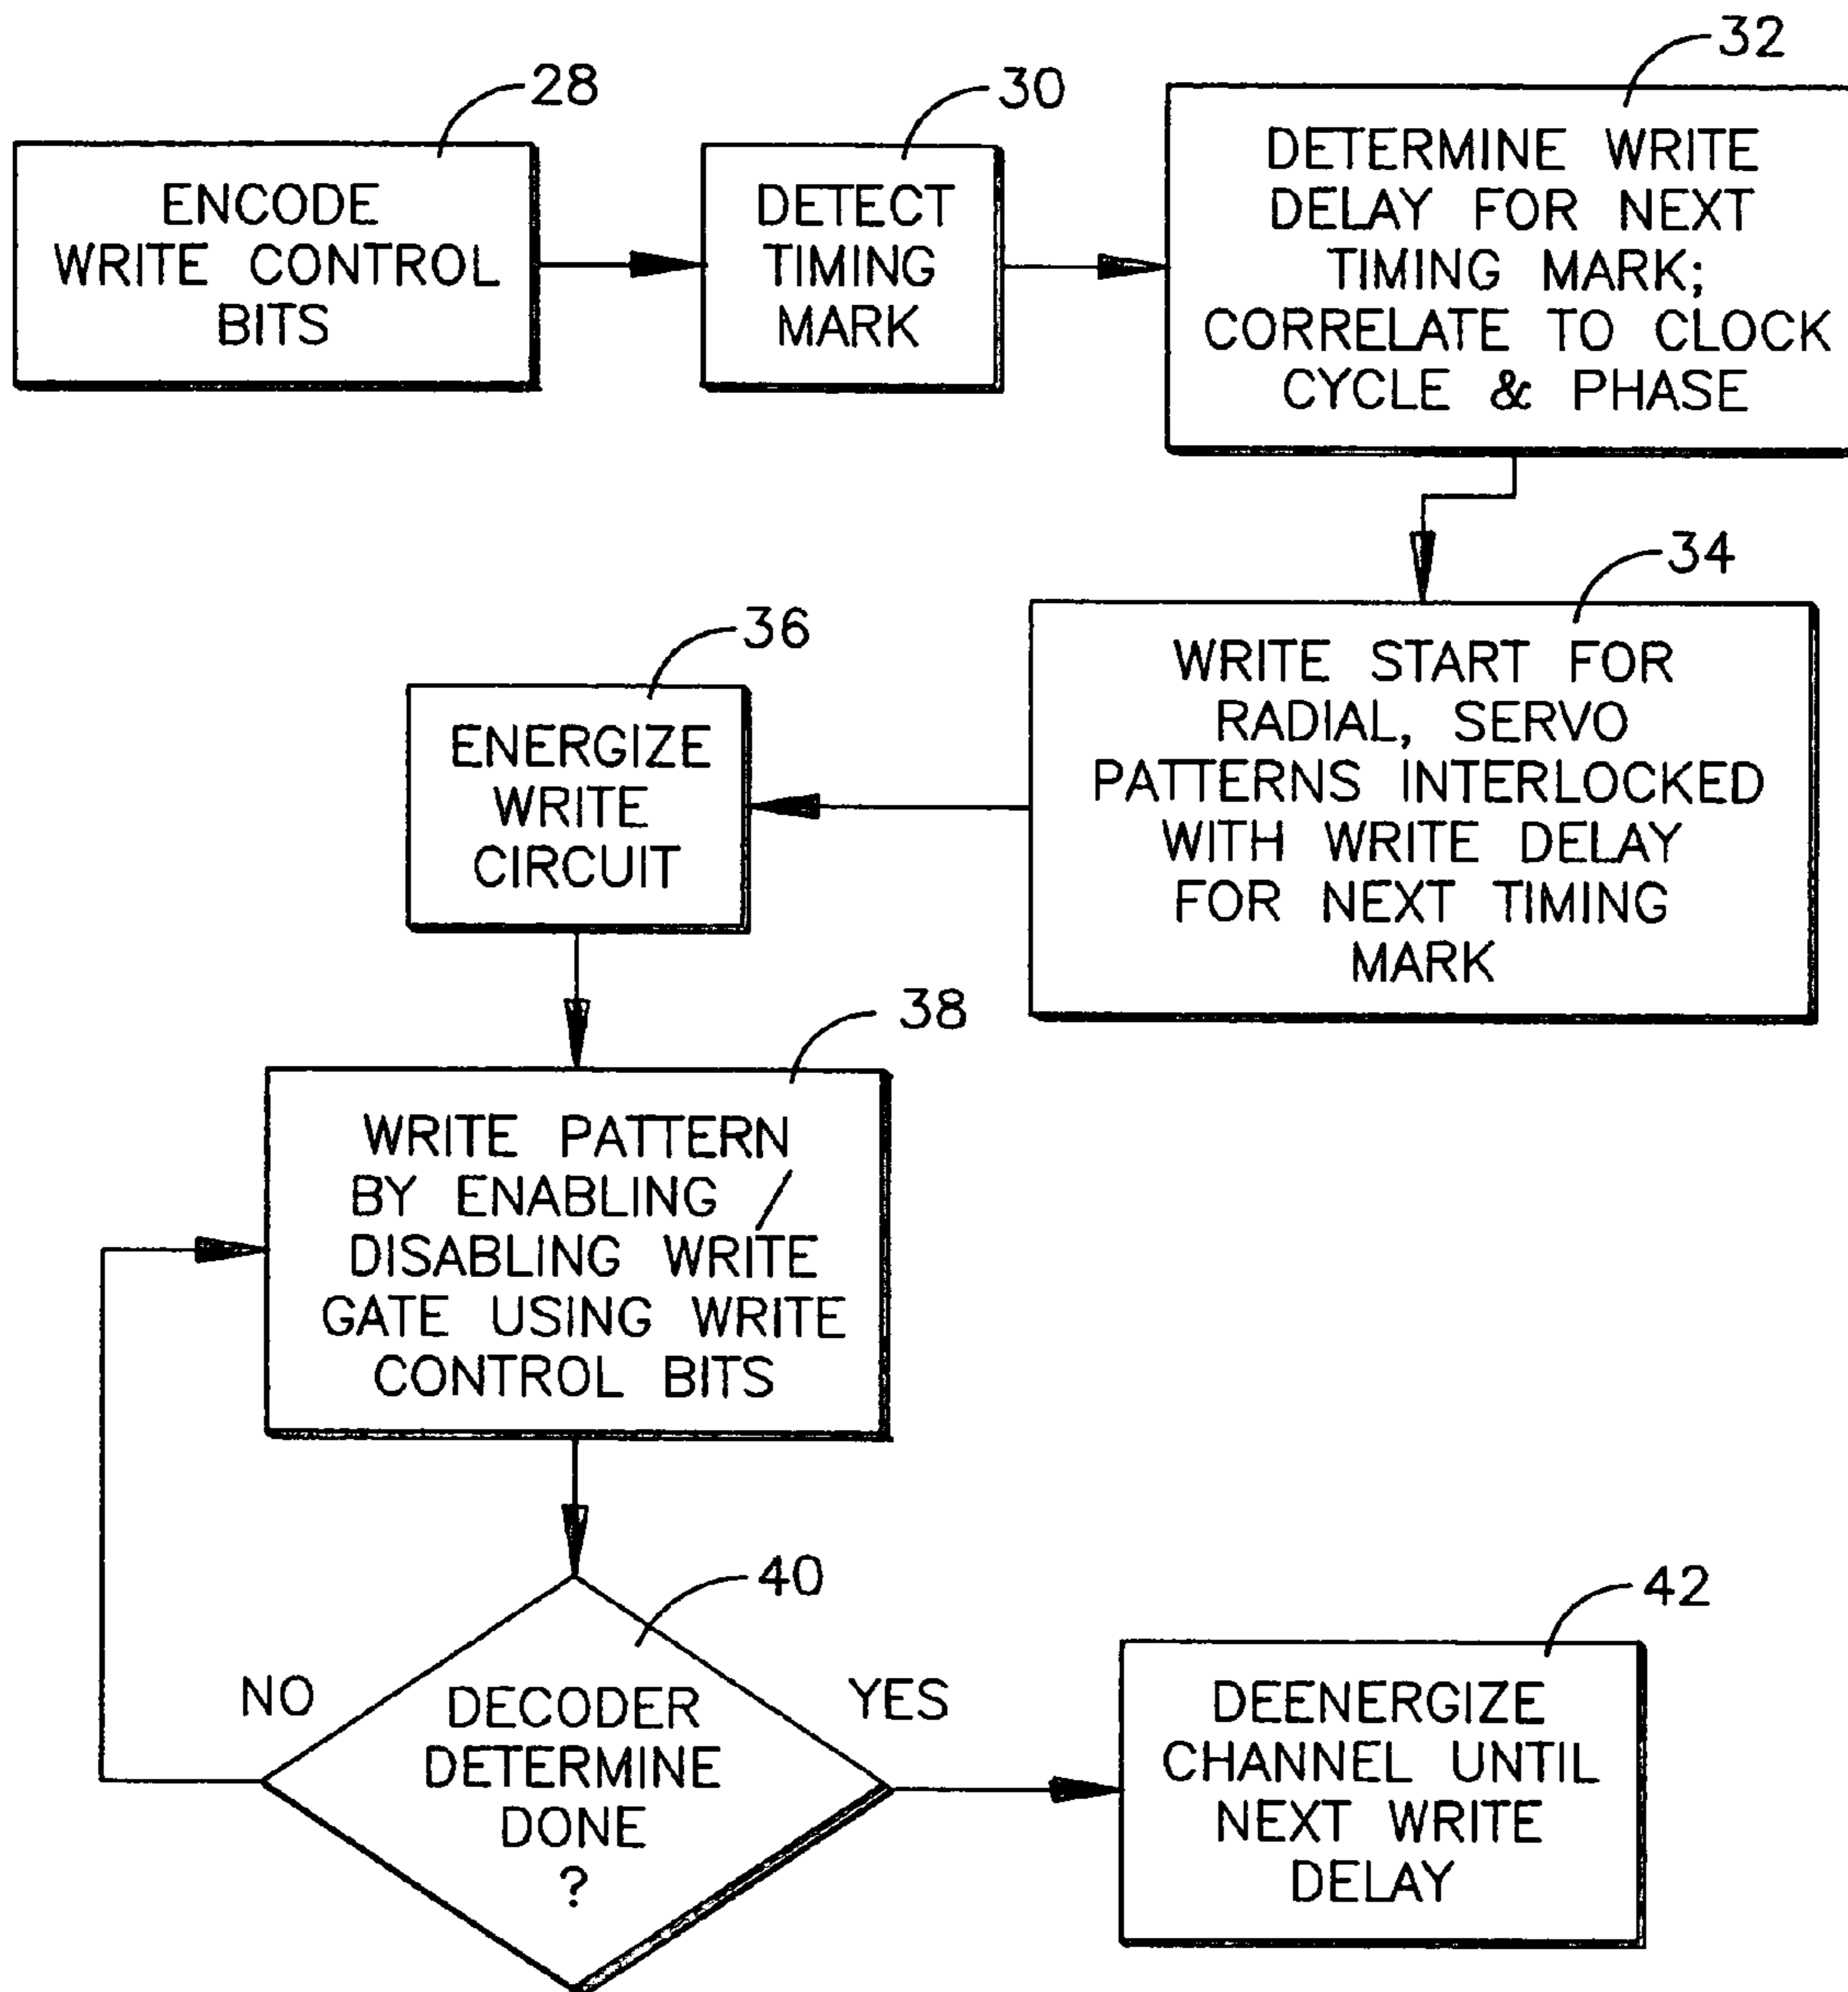 28
ENCODE
WRITE CONTROL
BITS
30
DETECT
TIMING
MARK
32
DETERMINE WRITE
DELAY FOR NEXT
TIMING MARK;
CORRELATE TO CLOCK
CYCLE & PHASE
34
WRITE START FOR
RADIAL, SERVO
PATTERNS INTERLOCKED
WITH WRITE DELAY
FOR NEXT TIMING
MARK
36
ENERGIZE
WRITE
CIRCUIT
38
WRITE PATTERN
BY ENABLING /
DISABLING WRITE
GATE USING WRITE
CONTROL BITS
40
DECODER
DETERMINE
DONE
?
NO
YES
42
DEENERGIZE
CHANNEL UNTIL
NEXT WRITE
DELAY